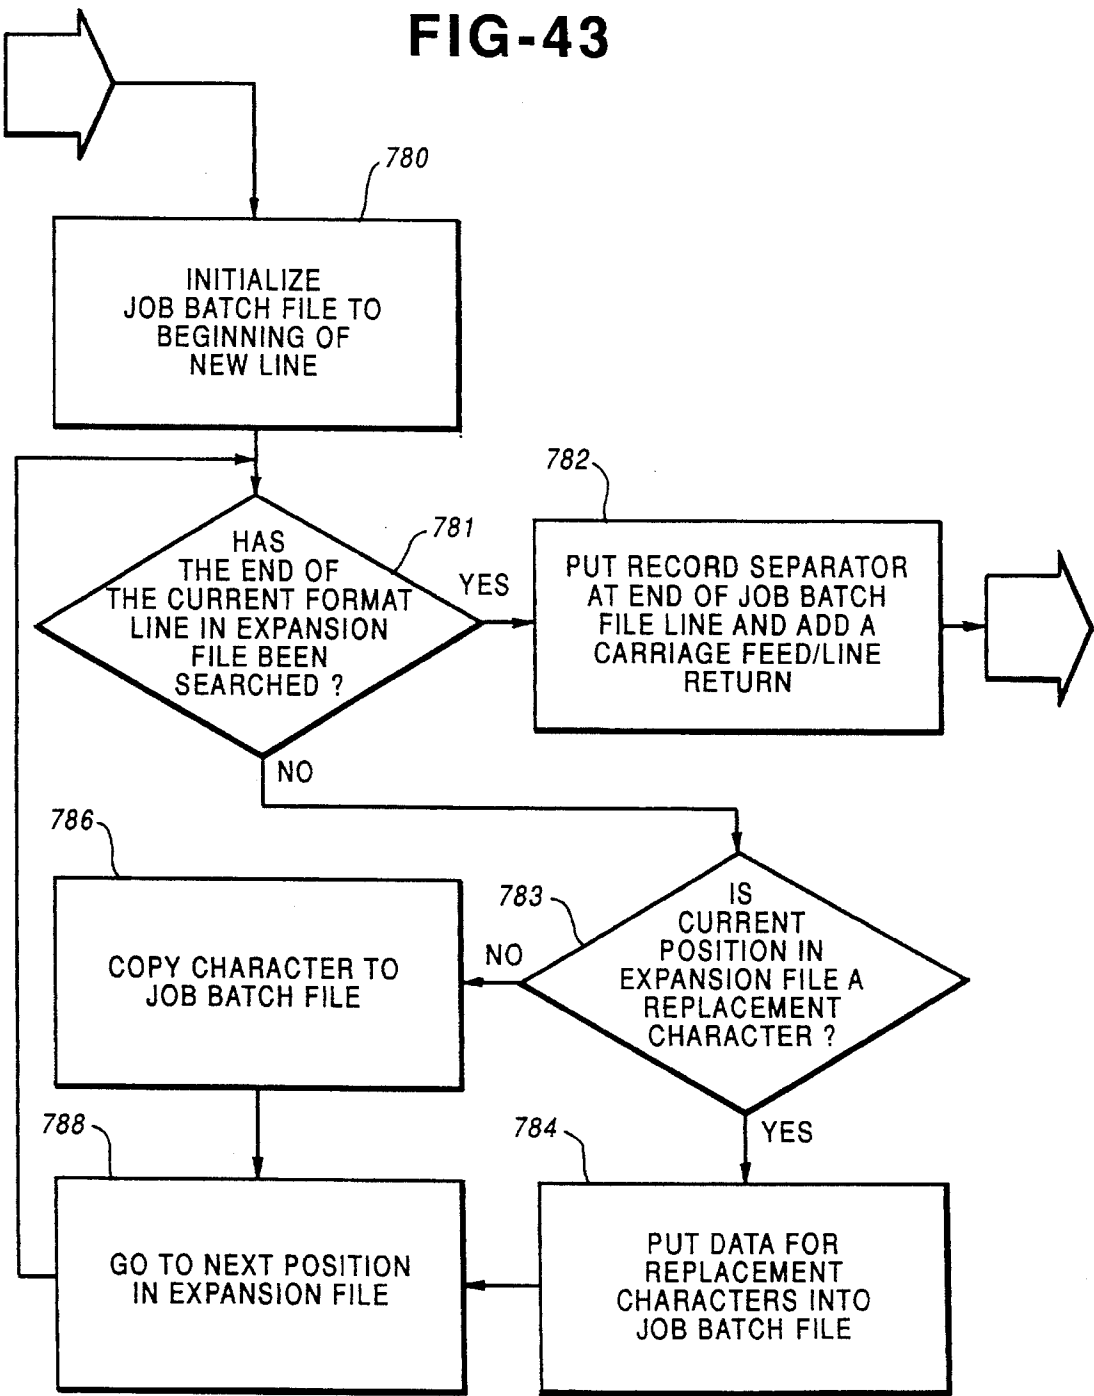 FIG-43
780
INITIALIZE
JOB BATCH FILE TO
BEGINNING OF
NEW LINE
782
781
HAS
THE END OF
THE CURRENT FORMAT
LINE IN EXPANSION
FILE BEEN
SEARCHED ?
YES
PUT RECORD SEPARATOR
AT END OF JOB BATCH
FILE LINE AND ADD A
CARRIAGE FEED/LINE
RETURN
NO
786
783
IS
CURRENT
POSITION IN
EXPANSION FILE A
REPLACEMENT
CHARACTER ?
NO
COPY CHARACTER TO
JOB BATCH FILE
YES
788
784
GO TO NEXT POSITION
IN EXPANSION FILE
PUT DATA FOR
REPLACEMENT
CHARACTERS INTO
JOB BATCH FILE